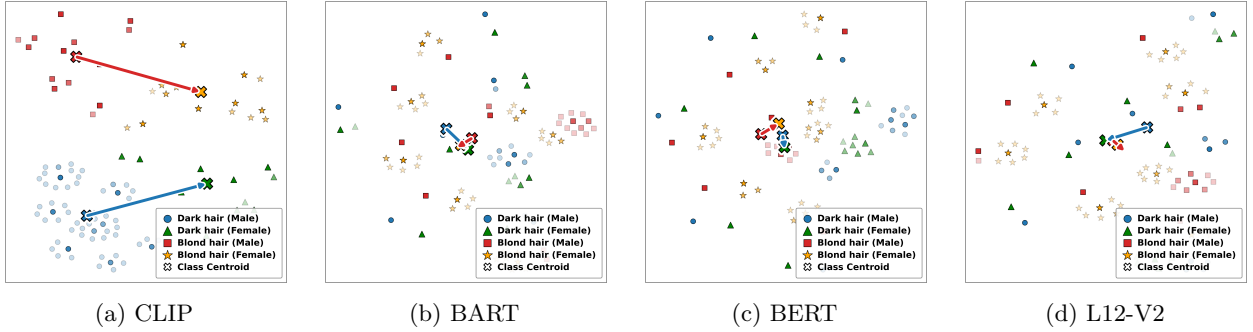 Dark hair (Male)
Dark hair (Female)
Blond hair (Male)
Blond hair (Female)
Class Centroid
Dark hair (Male)
Dark hair (Female)
Blond hair (Male)
Blond hair (Female)
Class Centroid
Dark hair (Male)
Dark hair (Female)
Blond hair (Male)
Blond hair (Female)
Class Centroid
Dark hair (Male)
Dark hair (Female)
Blond hair (Male)
Blond hair (Female)
Class Centroid
(a) CLIP
(b) BART
(c) BERT
(d) L12-V2